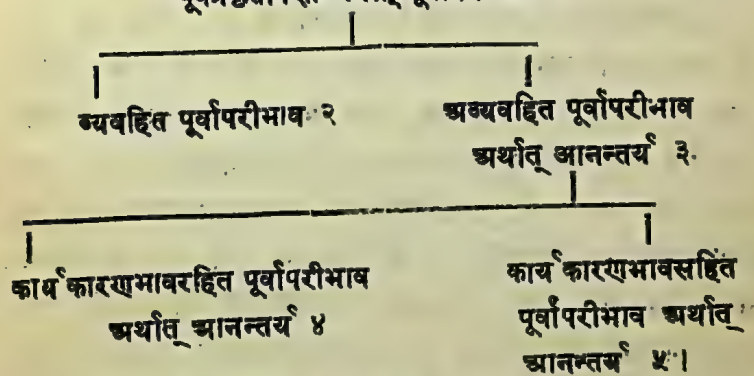 व्यवहित पूर्वापरीभाव २
अव्यवहित पूर्वापरीभाव
अर्थात् आनन्तर्य ३
कार्यकारणभावरहित पूर्वापरीभाव
अर्थात् आनन्तर्य ४
कार्यकारणभावसहित
पूर्वापरीभाव अर्थात्
आनन्तर्य ५।